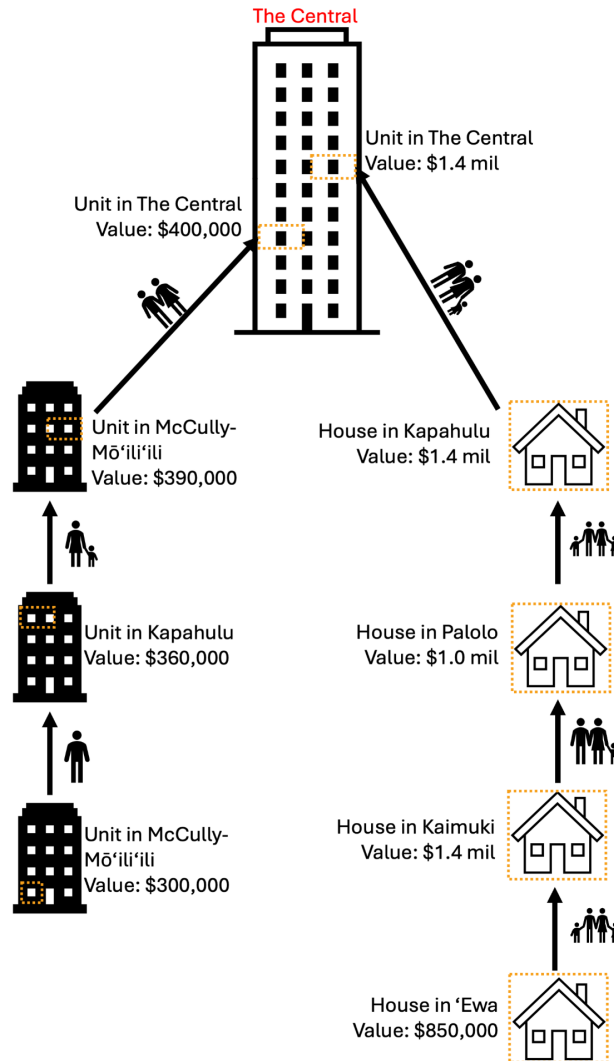 The Central
Unit in The Central
Value: $1.4 mil
Unit in The Central
Value: $400,000
Unit in McCully-
Mōʻiliʻili
Value: $390,000
House in Kapahulu
Value: $1.4 mil
Unit in Kapahulu
Value: $360,000
House in Palolo
Value: $1.0 mil
Unit in McCully-
Mōʻiliʻili
Value: $300,000
House in Kaimuki
Value: $1.4 mil
House in ʻEwa
Value: $850,000